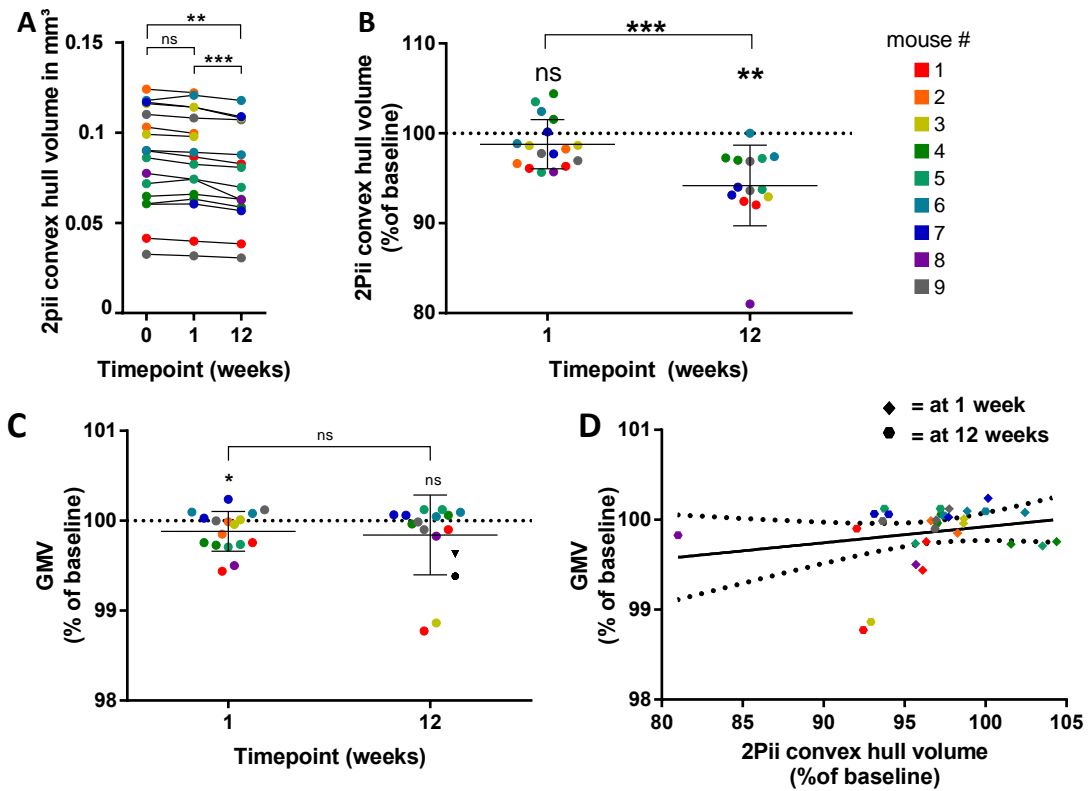 A
2pii convex hull volume in mm³
0.15
0.1
0.05
0
**
ns
***
0 1 12
Timepoint (weeks)
B
2Pii convex hull volume
(%of baseline)
110
100
90
80
***
ns
**
1 12
Timepoint (weeks)
mouse #
1
2
3
4
5
6
7
8
9
C
GMV
(% of baseline)
101
100
99
98
ns
*
ns
1 12
Timepoint (weeks)
D
= at 1 week
= at 12 weeks
GMV
(% of baseline)
101
100
99
98
80 85 90 95 100 105
2Pii convex hull volume
(%of baseline)